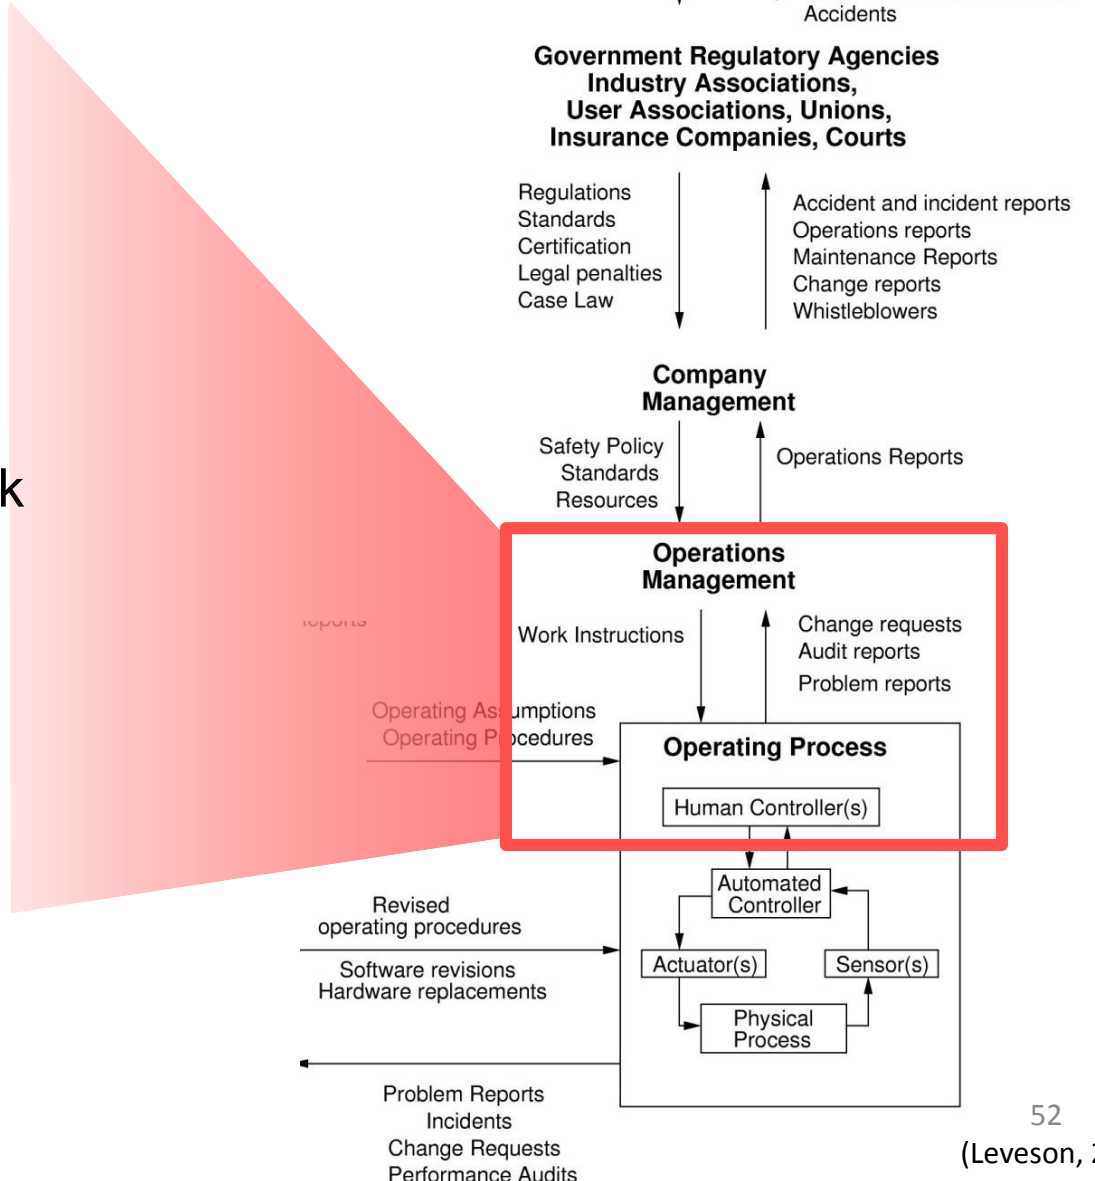 Accidents
Government Regulatory Agencies
Industry Associations,
User Associations, Unions,
Insurance Companies, Courts
Regulations
Standards
Certification
Legal penalties
Case Law
Accident and incident reports
Operations reports
Maintenance Reports
Change reports
Whistleblowers
Company
Management
Safety Policy
Standards
Resources
Operations Reports
k
Operations
Management
Work Instructions
Change requests
Audit reports
Problem reports
Operating Assumptions
Operating Procedures
Operating Process
Human Controller(s)
Automated
Controller
Revised
operating procedures
Software revisions
Hardware replacements
Actuator(s)
Sensor(s)
Physical
Process
Problem Reports
Incidents
Change Requests
Performance Audits
52
(Leveson, 2